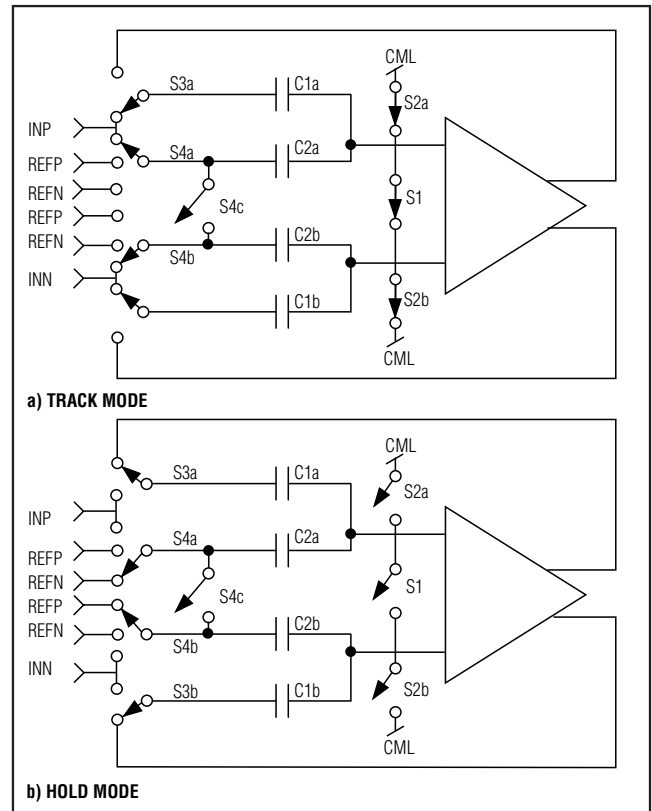 CML
S3a
C1a
S2a
INP
REFP
S4a
C2a
REFN
S1
REFP
S4c
REFN
S4b
C2b
INN
C1b
S2b
CML
a) TRACK MODE
CML
S3a
C1a
S2a
INP
REFP
S4a
C2a
REFN
S1
REFP
S4c
REFN
S4b
C2b
INN
S3b
C1b
S2b
CML
b) HOLD MODE